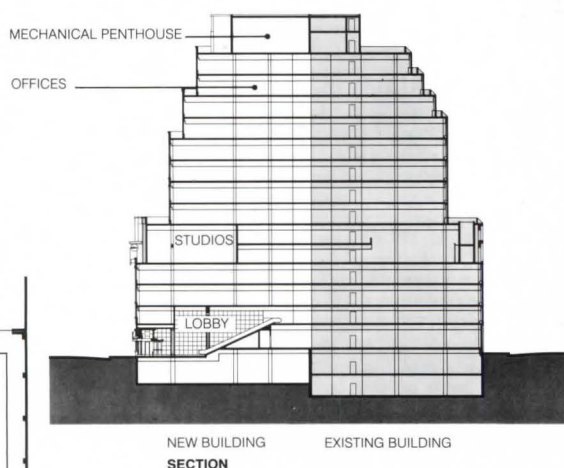 MECHANICAL PENTHOUSE
OFFICES
STUDIOS
LOBBY
NEW BUILDING EXISTING BUILDING
SECTION